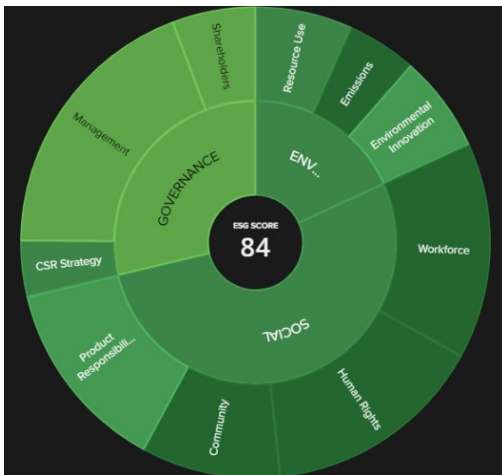 Shareholders
Resource Use
Emissions
Environmental
Innovation
Management
GOVERNANCE
ENV...
ESG SCORE
84
Workforce
CSR Strategy
SOCIAL
Product
Responsibili...
Community
Human Rights